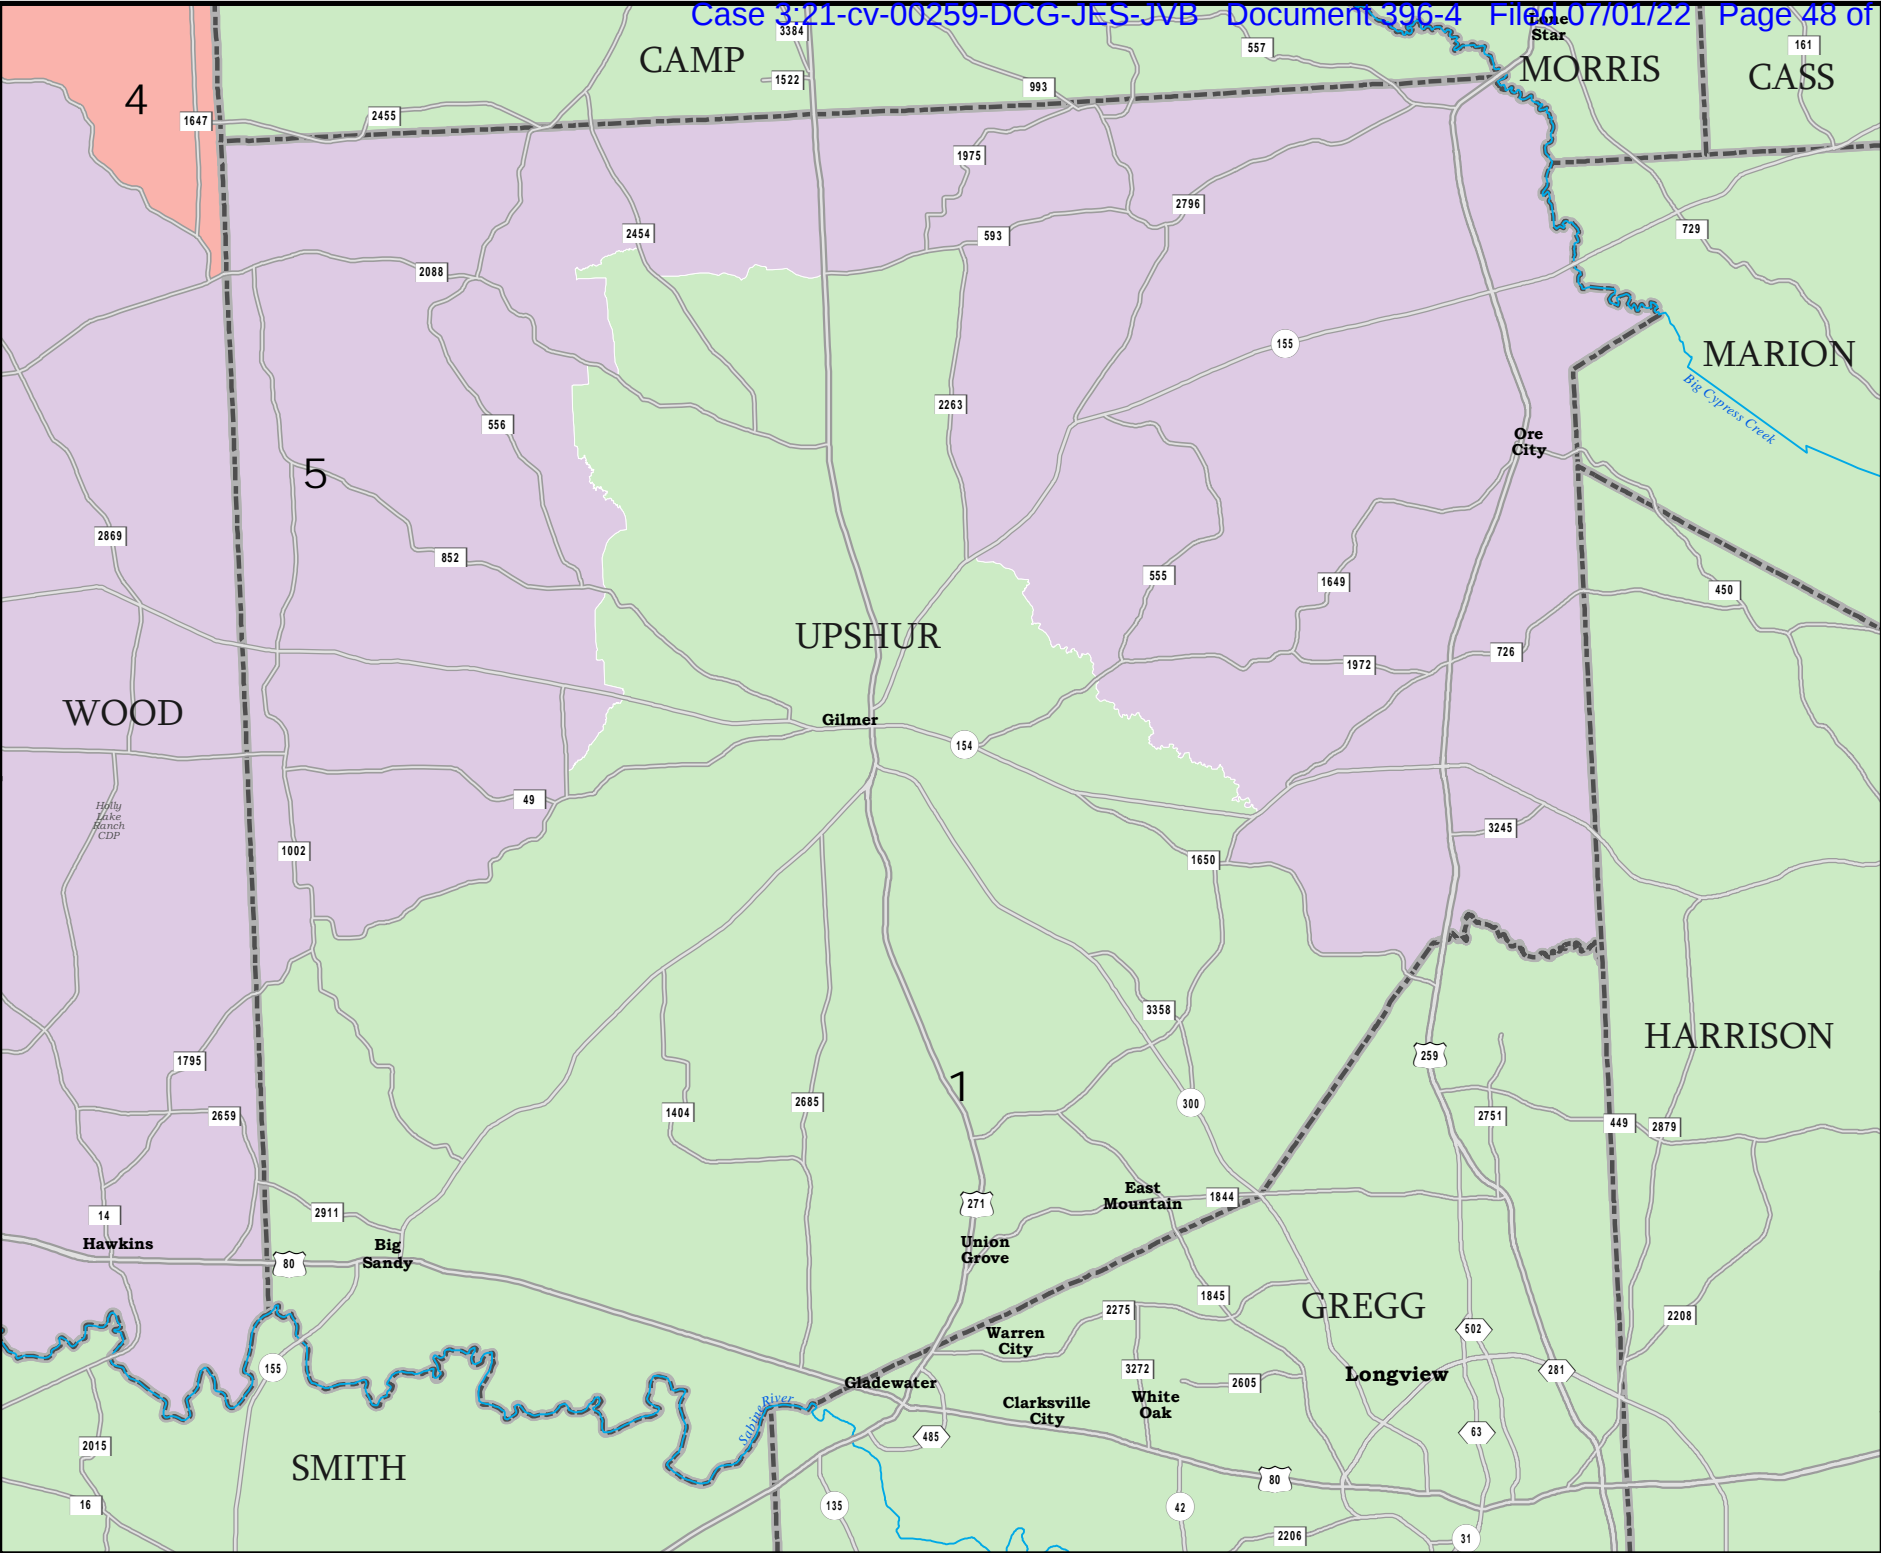 Case 3:21-cv-00259-DCG-JES-JVB Document 396-4 Filed 07/01/22 Page 48 of
Lone
Star
3384
CAMP
557
161
MORRIS
CASS
1522
993
4
1647
2455
1975
2796
729
2454
593
2088
155
MARION
Big Cypress Creek
2263
556
Ore
City
5
2869
852
555
1649
450
UPSHUR
726
1972
WOOD
Gilmer
154
49
Holly
Lake
Ranch
CDP
3245
1002
1650
3358
HARRISON
259
1795
1
300
2685
1404
2659
2751
449
2879
East
Mountain
1844
271
2911
14
Hawkins
Big
Sandy
Union
Grove
80
1845
2275
GREGG
2208
502
Warren
City
155
3272
281
Longview
Gladewater
2605
Sabine River
White
Oak
Clarksville
City
63
485
2015
SMITH
80
16
135
42
2206
31